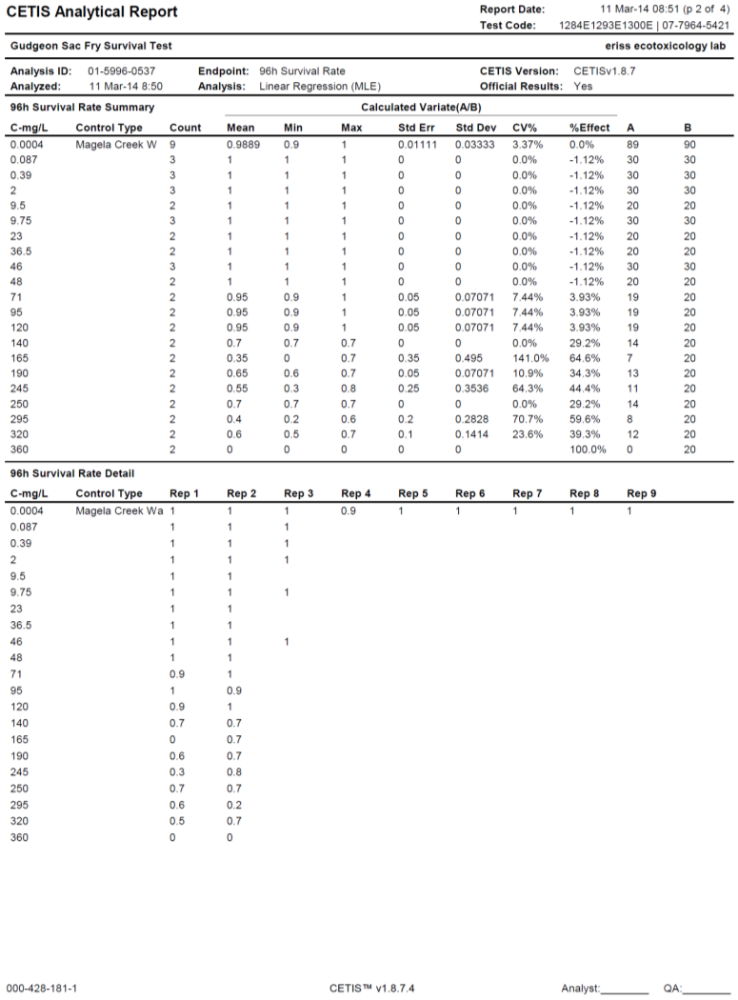 CETIS Analytical Report
Report Date: 11 Mar-14 08:51 (p 2 of 4)
Test Code: 1284E1293E1300E | 07-7964-5421
Gudgeon Sac Fry Survival Test eriss ecotoxicology lab
Analysis ID: 01-5996-0537 Endpoint: 96h Survival Rate CETIS Version: CETISv1.8.7
Analyzed: 11 Mar-14 8:50 Analysis: Linear Regression (MLE) Official Results: Yes
96h Survival Rate Summary Calculated Variate(A/B)
C-mg/L Control Type Count Mean Min Max Std Err Std Dev CV% %Effect A B
0.0004 Magela Creek W 9 0.9889 0.9 1 0.01111 0.03333 3.37% 0.0% 89 90
0.087 3 1 1 1 0 0 0.0% -1.12% 30 30
0.39 3 1 1 1 0 0 0.0% -1.12% 30 30
2 3 1 1 1 0 0 0.0% -1.12% 30 30
9.5 2 1 1 1 0 0 0.0% -1.12% 20 20
9.75 3 1 1 1 0 0 0.0% -1.12% 30 30
23 2 1 1 1 0 0 0.0% -1.12% 20 20
36.5 2 1 1 1 0 0 0.0% -1.12% 20 20
46 3 1 1 1 0 0 0.0% -1.12% 30 30
48 2 1 1 1 0 0 0.0% -1.12% 20 20
71 2 0.95 0.9 1 0.05 0.07071 7.44% 3.93% 19 20
95 2 0.95 0.9 1 0.05 0.07071 7.44% 3.93% 19 20
120 2 0.95 0.9 1 0.05 0.07071 7.44% 3.93% 19 20
140 2 0.7 0.7 0.7 0 0 0.0% 29.2% 14 20
165 2 0.35 0 0.7 0.35 0.495 141.0% 64.6% 7 20
190 2 0.65 0.6 0.7 0.05 0.07071 10.9% 34.3% 13 20
245 2 0.55 0.3 0.8 0.25 0.3536 64.3% 44.4% 11 20
250 2 0.7 0.7 0.7 0 0 0.0% 29.2% 14 20
295 2 0.4 0.2 0.6 0.2 0.2828 70.7% 59.6% 8 20
320 2 0.6 0.5 0.7 0.1 0.1414 23.6% 39.3% 12 20
360 2 0 0 0 0 0 100.0% 0 20
96h Survival Rate Detail
C-mg/L Control Type Rep 1 Rep 2 Rep 3 Rep 4 Rep 5 Rep 6 Rep 7 Rep 8 Rep 9
0.0004 Magela Creek Wa 1 1 1 0.9 1 1 1 1 1
0.087 1 1 1
0.39 1 1 1
2 1 1 1
9.5 1 1
9.75 1 1 1
23 1 1
36.5 1 1
46 1 1 1
48 1 1
71 0.9 1
95 1 0.9
120 0.9 1
140 0.7 0.7
165 0 0.7
190 0.6 0.7
245 0.3 0.8
250 0.7 0.7
295 0.6 0.2
320 0.5 0.7
360 0 0
000-428-181-1 CETIS™ v1.8.7.4 Analyst:________ QA:________